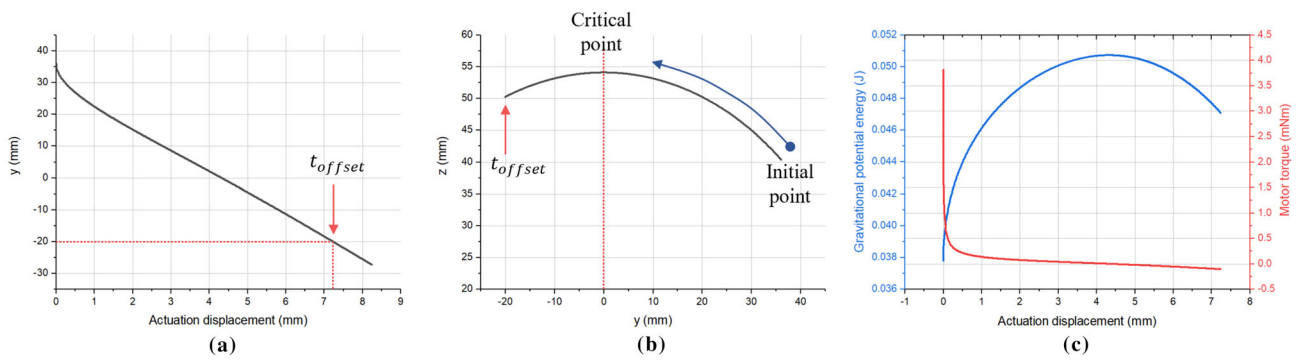 40
30
20
10
0
-10
-20
-30
y (mm)
t_offset
0 1 2 3 4 5 6 7 8 9
Actuation displacement (mm)
(a)
Critical
point
60
55
50
45
40
35
30
25
20
z (mm)
t_offset
Initial
point
-20 -10 0 10 20 30 40 50
y (mm)
(b)
0.052
0.050
0.048
0.046
0.044
0.042
0.040
0.038
0.036
Gravitational potential energy (J)
4.5
4.0
3.5
3.0
2.5
2.0
1.5
1.0
0.5
0.0
-0.5
Motor torque (mNm)
-1 0 1 2 3 4 5 6 7 8
Actuation displacement (mm)
(c)